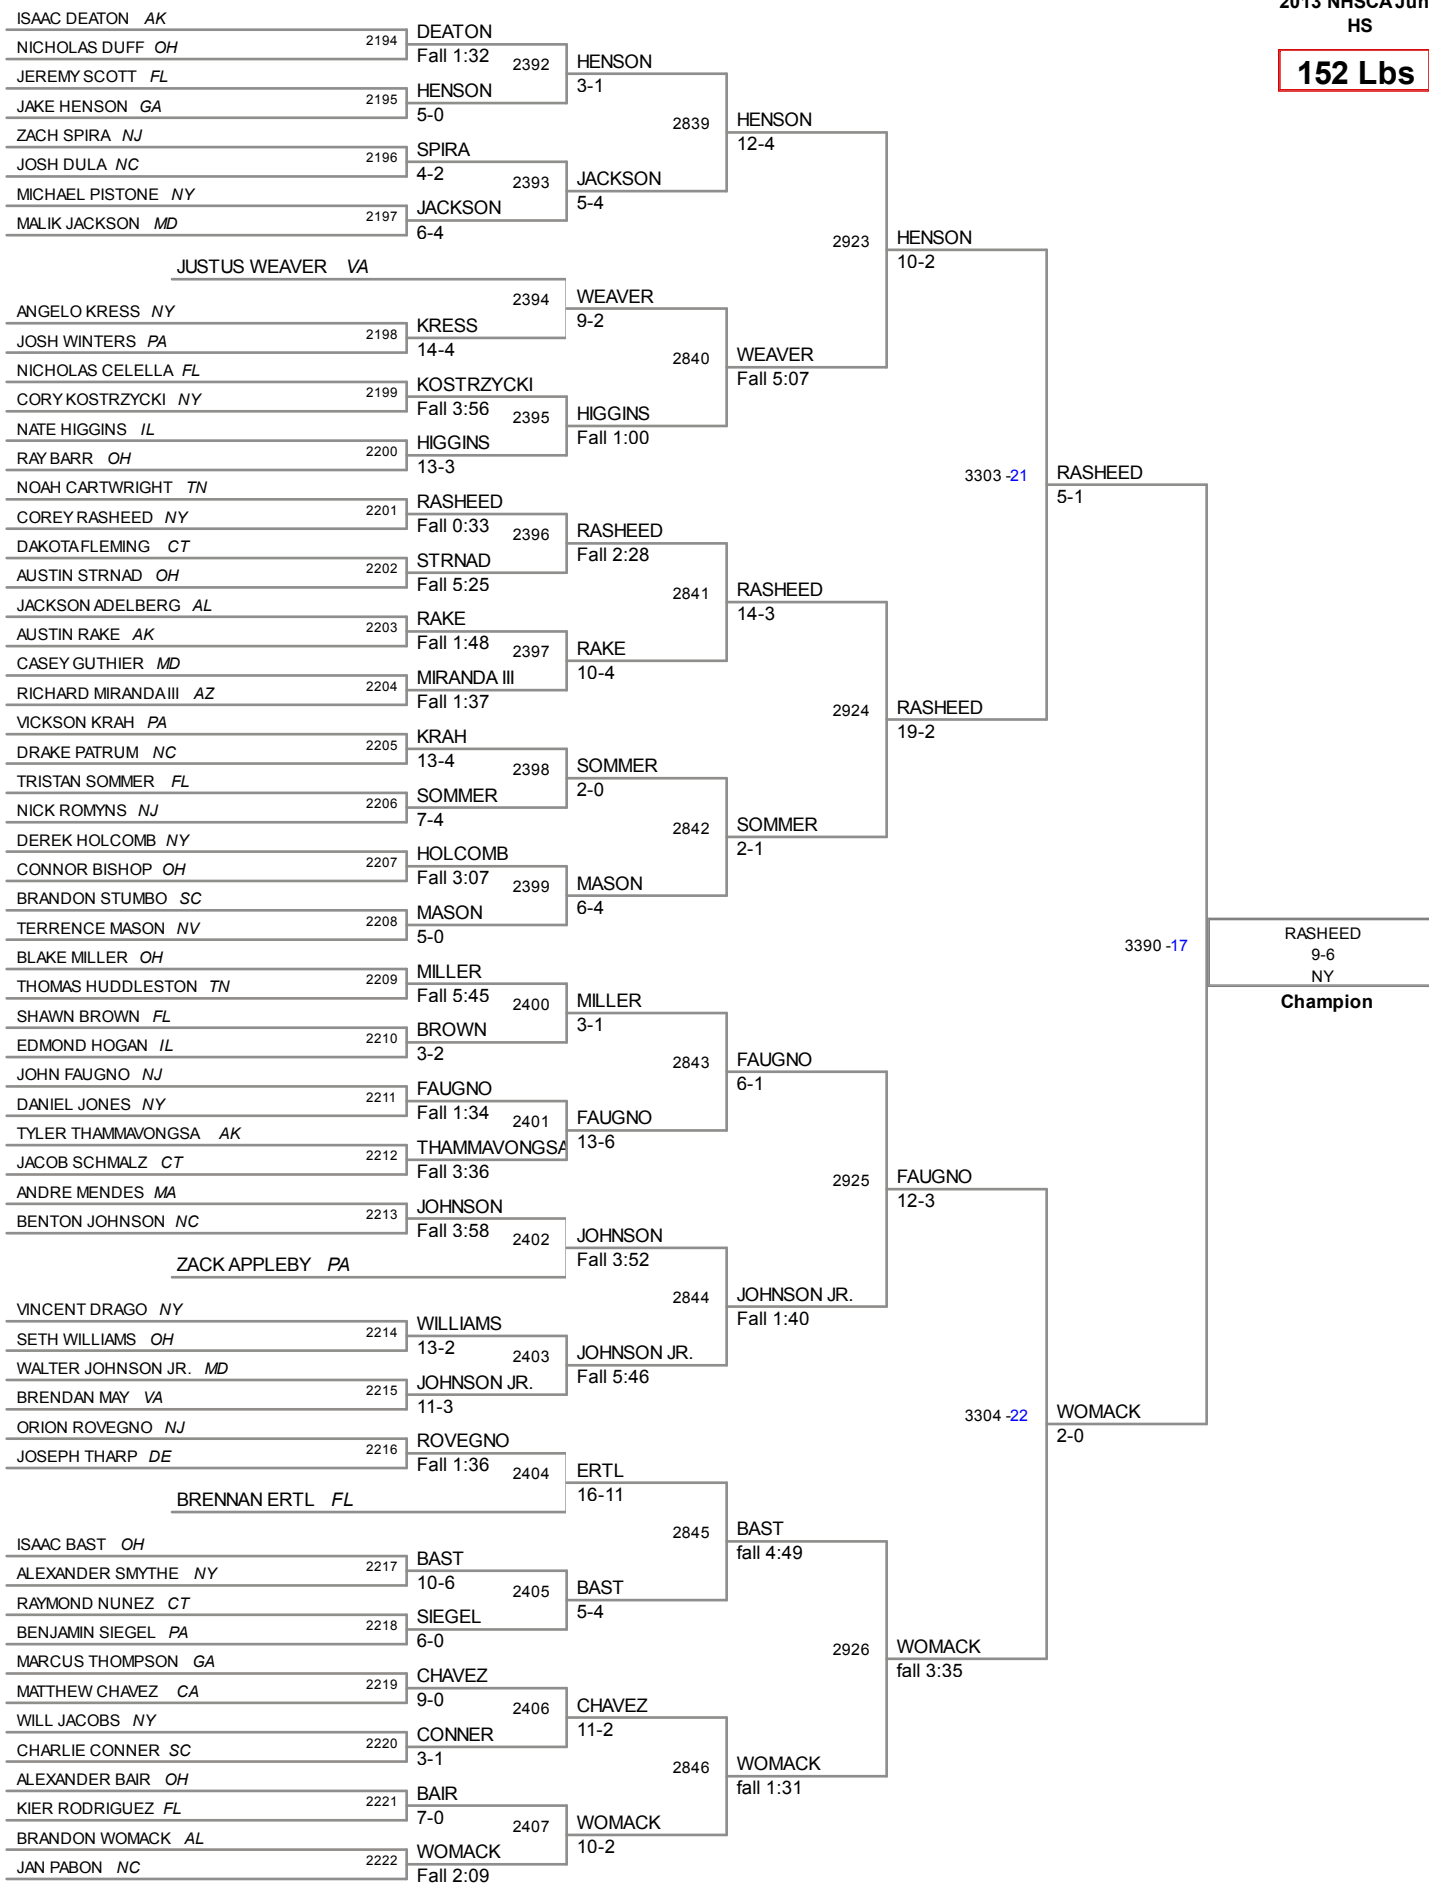 2013 NHSCA Jun
HS
152 Lbs
ISAAC DEATON AK
NICHOLAS DUFF OH
JEREMY SCOTT FL
JAKE HENSON GA
ZACH SPIRA NJ
JOSH DULA NC
MICHAEL PISTONE NY
MALIK JACKSON MD
JUSTUS WEAVER VA
ANGELO KRESS NY
JOSH WINTERS PA
NICHOLAS CELELLA FL
CORY KOSTRZYCKI NY
NATE HIGGINS IL
RAY BARR OH
NOAH CARTWRIGHT TN
COREY RASHEED NY
DAKOTA FLEMING CT
AUSTIN STRNAD OH
JACKSON ADELBERG AL
AUSTIN RAKE AK
CASEY GUTHIER MD
RICHARD MIRANDA III AZ
VICKSON KRAH PA
DRAKE PATRUM NC
TRISTAN SOMMER FL
NICK ROMYNS NJ
DEREK HOLCOMB NY
CONNOR BISHOP OH
BRANDON STUMBO SC
TERRENCE MASON NV
BLAKE MILLER OH
THOMAS HUDDLESTON TN
SHAWN BROWN FL
EDMOND HOGAN IL
JOHN FAUGNO NJ
DANIEL JONES NY
TYLER THAMMAVONGSA AK
JACOB SCHMALZ CT
ANDRE MENDES MA
BENTON JOHNSON NC
ZACK APPLEBY PA
VINCENT DRAGO NY
SETH WILLIAMS OH
WALTER JOHNSON JR. MD
BRENDAN MAY VA
ORION ROVEGNO NJ
JOSEPH THARP DE
BRENNAN ERTL FL
ISAAC BAST OH
ALEXANDER SMYTHE NY
RAYMOND NUNEZ CT
BENJAMIN SIEGEL PA
MARCUS THOMPSON GA
MATTHEW CHAVEZ CA
WILL JACOBS NY
CHARLIE CONNER SC
ALEXANDER BAIR OH
KIER RODRIGUEZ FL
BRANDON WOMACK AL
JAN PABON NC
2194 DEATON
Fall 1:32
2195 HENSON
5-0
2196 SPIRA
4-2
2197 JACKSON
6-4
2198 KRESS
14-4
2199 KOSTRZYCKI
Fall 3:56
2200 HIGGINS
13-3
2201 RASHEED
Fall 0:33
2202 STRNAD
Fall 5:25
2203 RAKE
Fall 1:48
2204 MIRANDA III
Fall 1:37
2205 KRAH
13-4
2206 SOMMER
7-4
2207 HOLCOMB
Fall 3:07
2208 MASON
5-0
2209 MILLER
Fall 5:45
2210 BROWN
3-2
2211 FAUGNO
Fall 1:34
2212 THAMMAVONGSA
Fall 3:36
2213 JOHNSON
Fall 3:58
2214 WILLIAMS
13-2
2215 JOHNSON JR.
11-3
2216 ROVEGNO
Fall 1:36
2217 BAST
10-6
2218 SIEGEL
6-0
2219 CHAVEZ
9-0
2220 CONNER
3-1
2221 BAIR
7-0
2222 WOMACK
Fall 2:09
2392 HENSON
3-1
2393 JACKSON
5-4
2394 WEAVER
9-2
2395 HIGGINS
Fall 1:00
2396 RASHEED
Fall 2:28
2397 RAKE
10-4
2398 SOMMER
2-0
2399 MASON
6-4
2400 MILLER
3-1
2401 FAUGNO
13-6
2402 JOHNSON
Fall 3:52
2403 JOHNSON JR.
Fall 5:46
2404 ERTL
16-11
2405 BAST
5-4
2406 CHAVEZ
11-2
2407 WOMACK
10-2
2839 HENSON
12-4
2840 WEAVER
Fall 5:07
2841 RASHEED
14-3
2842 SOMMER
2-1
2843 FAUGNO
6-1
2844 JOHNSON JR.
Fall 1:40
2845 BAST
fall 4:49
2846 WOMACK
fall 1:31
2923 HENSON
10-2
2924 RASHEED
19-2
2925 FAUGNO
12-3
2926 WOMACK
fall 3:35
3303 -21 RASHEED
5-1
3304 -22 WOMACK
2-0
3390 -17
RASHEED
9-6
NY
Champion